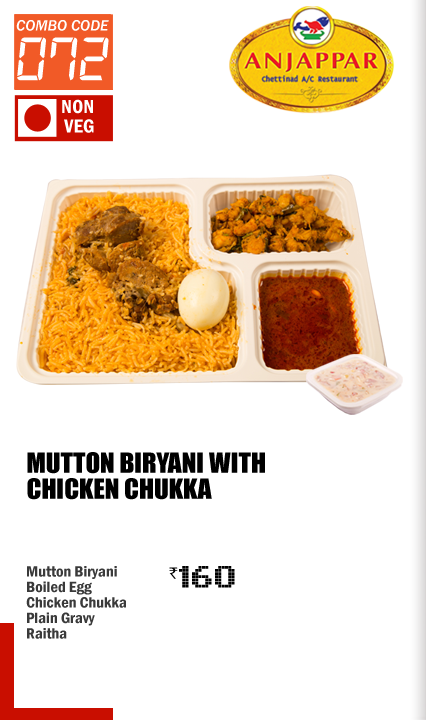 COMBO CODE
072
NON
VEG
ANJAPPAR
Chettinad A/C Restaurant
MUTTON BIRYANI WITH
CHICKEN CHUKKA
Mutton Biryani
₹160
Boiled Egg
Chicken Chukka
Plain Gravy
Raitha